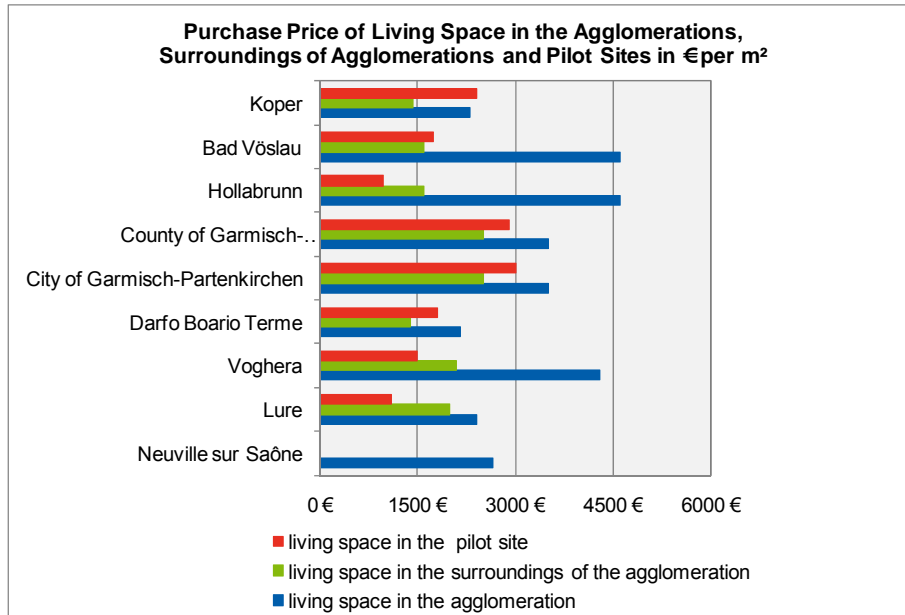 Purchase Price of Living Space in the Agglomerations,
Surroundings of Agglomerations and Pilot Sites in €per m²
Koper
Bad Vöslau
Hollabrunn
County of Garmisch-..
City of Garmisch-Partenkirchen
Darfo Boario Terme
Voghera
Lure
Neuville sur Saône
0 € 1500 € 3000 € 4500 € 6000 €
living space in the pilot site
living space in the surroundings of the agglomeration
living space in the agglomeration